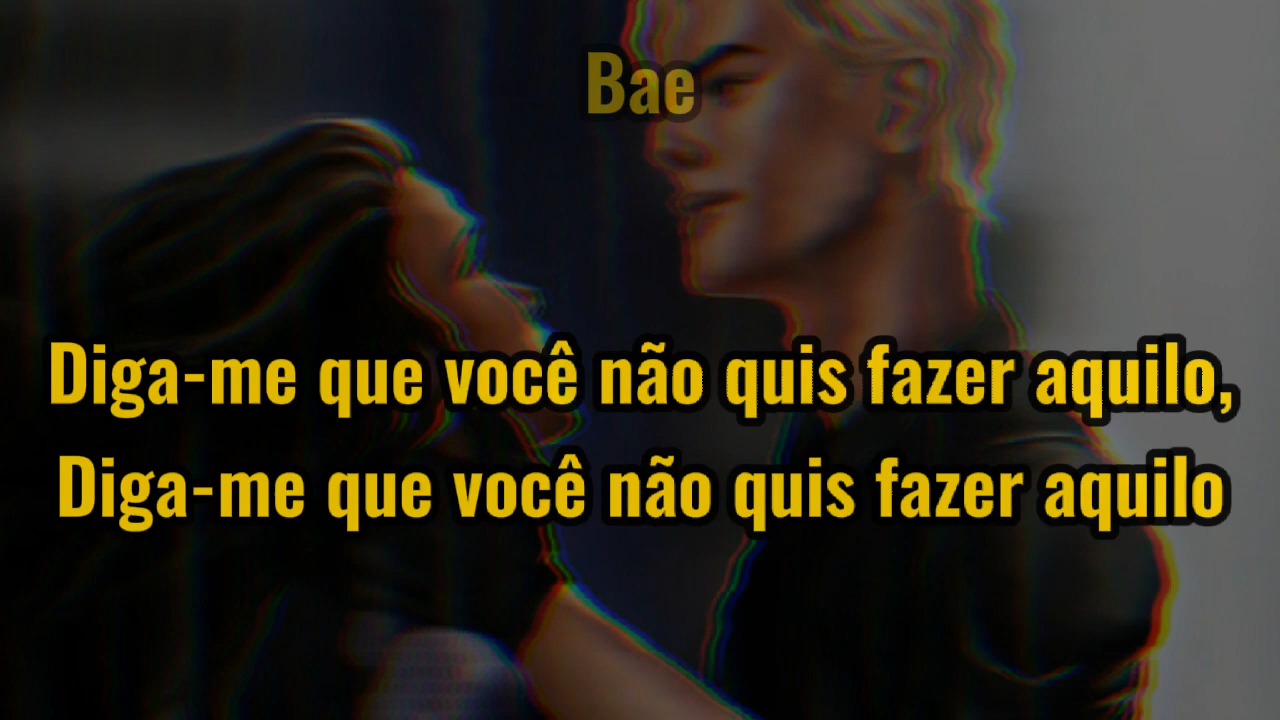 Bae
Diga-me que você não quis fazer aquilo,
Diga-me que você não quis fazer aquilo